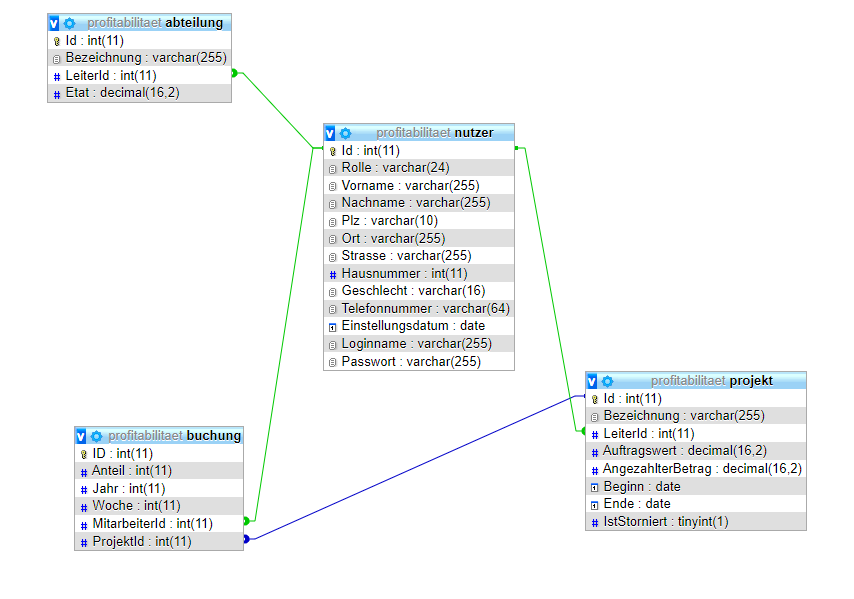 profitabilitaet abteilung
Id : int(11)
Bezeichnung : varchar(255)
# LeiterId : int(11)
# Etat : decimal(16,2)
profitabilitaet nutzer
Id : int(11)
Rolle : varchar(24)
Vorname : varchar(255)
Nachname : varchar(255)
Plz : varchar(10)
Ort : varchar(255)
Strasse : varchar(255)
# Hausnummer : int(11)
Geschlecht : varchar(16)
Telefonnummer : varchar(64)
Einstellungsdatum : date
Loginname : varchar(255)
Passwort : varchar(255)
profitabilitaet projekt
Id : int(11)
Bezeichnung : varchar(255)
# LeiterId : int(11)
# Auftragswert : decimal(16,2)
# AngezahlterBetrag : decimal(16,2)
Beginn : date
Ende : date
# IstStorniert : tinyint(1)
profitabilitaet buchung
ID : int(11)
# Anteil : int(11)
# Jahr : int(11)
# Woche : int(11)
# MitarbeiterId : int(11)
# ProjektId : int(11)